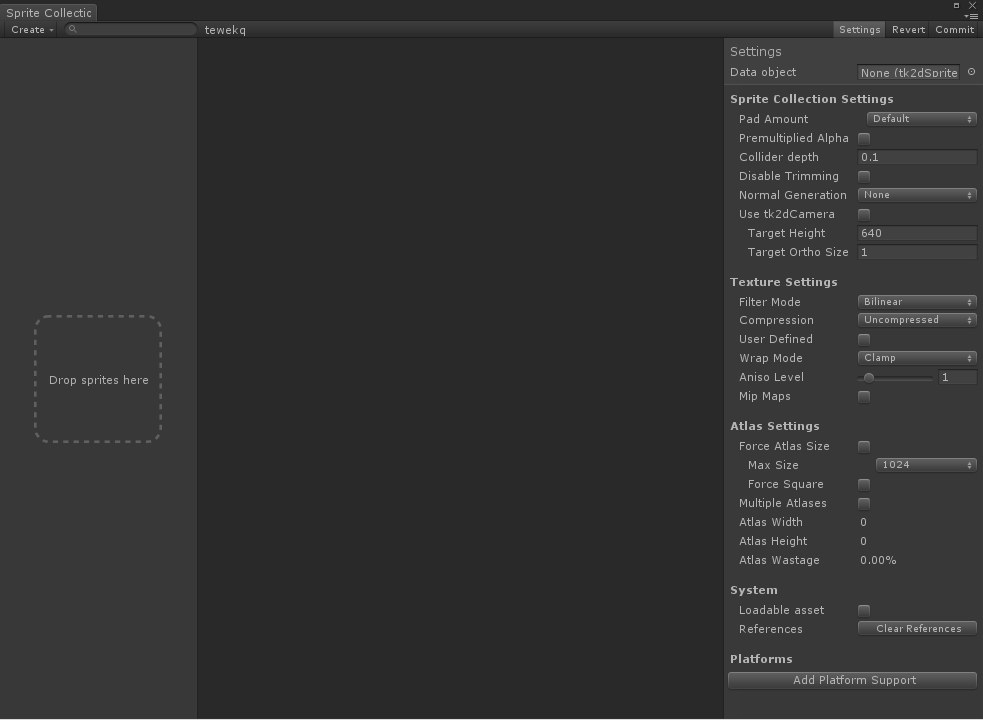 Sprite Collectic
Create
tewekq
Settings Revert Commit
Drop sprites here
Settings
Data object None (tk2dSprite
Sprite Collection Settings
Pad Amount Default
Premultiplied Alpha
Collider depth 0.1
Disable Trimming
Normal Generation None
Use tk2dCamera
Target Height 640
Target Ortho Size 1
Texture Settings
Filter Mode Bilinear
Compression Uncompressed
User Defined
Wrap Mode Clamp
Aniso Level 1
Mip Maps
Atlas Settings
Force Atlas Size
Max Size 1024
Force Square
Multiple Atlases
Atlas Width 0
Atlas Height 0
Atlas Wastage 0.00%
System
Loadable asset
References Clear References
Platforms
Add Platform Support